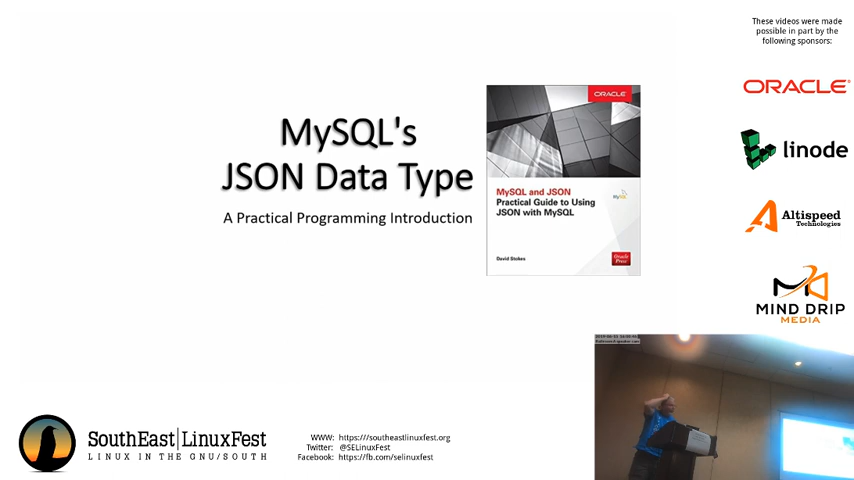 These videos were made
possible in part by the
following sponsors:
ORACLE
linode
Altispeed
Technologies
MIND DRIP
MEDIA
MySQL's
JSON Data Type
A Practical Programming Introduction
ORACLE
MySQL and JSON
Practical Guide to Using
JSON with MySQL
MySQL
David Stokes
Oracle
Press
SouthEast|LinuxFest
LINUX IN THE GNU/SOUTH
WWW: https:///southeastlinuxfest.org
Twitter: @SELinuxFest
Facebook: https://fb.com/selinuxfest